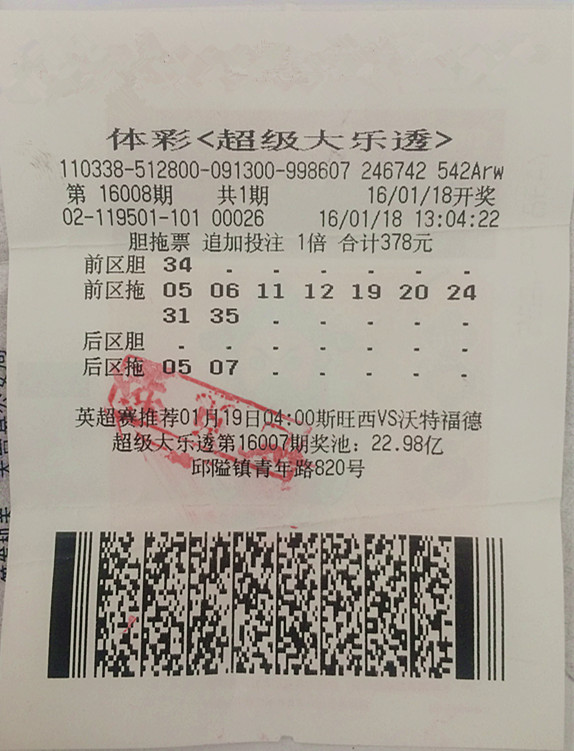 体彩<超级大乐透>
110338-512800-091300-998607 246742 542Arw
第 16008期 共1期 16/01/18开奖
02-119501-101 00026 16/01/18 13:04:22
胆拖票 追加投注 1倍 合计378元
前区胆 34 . . . . . .
前区拖 05 06 11 12 19 20 24
31 35 . . . . .
后区胆 . . . . . . .
后区拖 05 07 . . . . .
英超赛推荐01月19日04:00斯旺西VS沃特福德
超级大乐透第16007期奖池：22.98亿
邱隘镇青年路820号